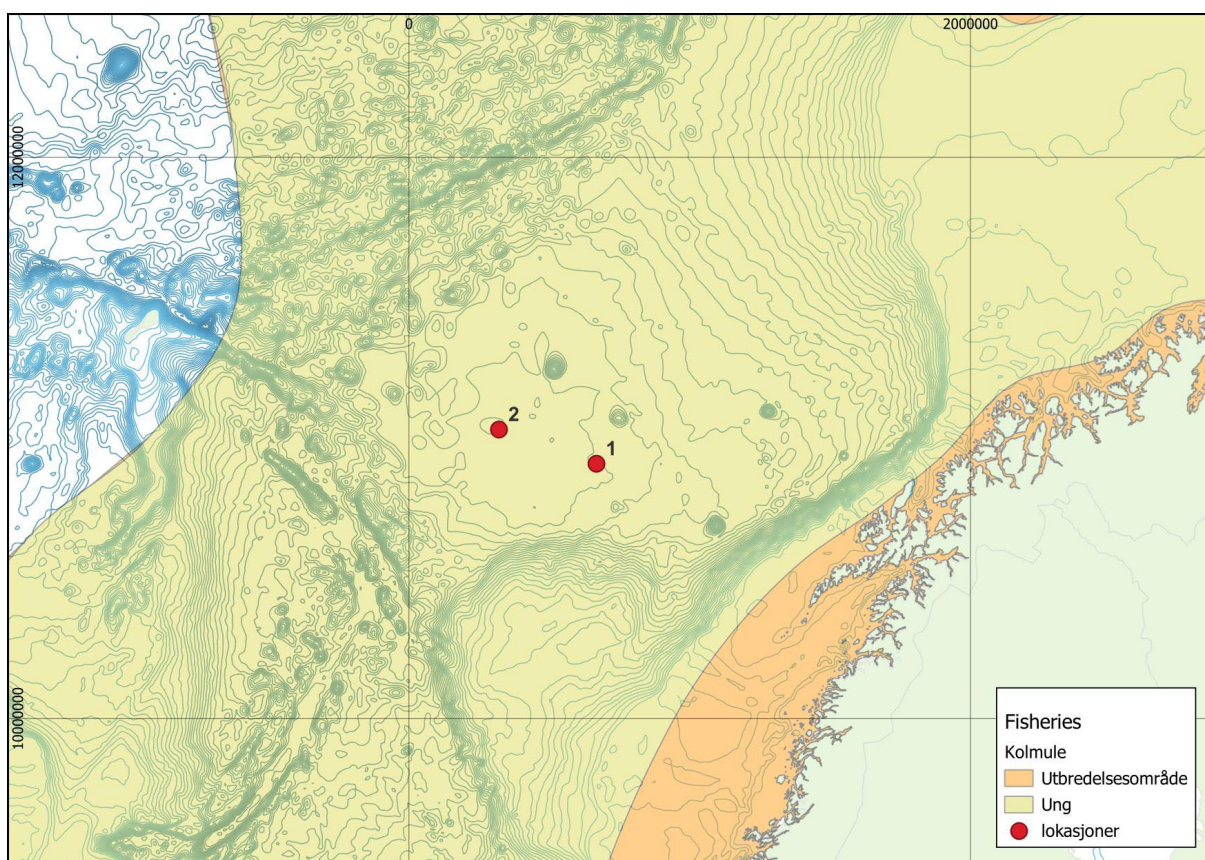 0
2000000
12000000
2
1
10000000
Fisheries
Kolmule
Utbredelsesområde
Ung
lokasjoner